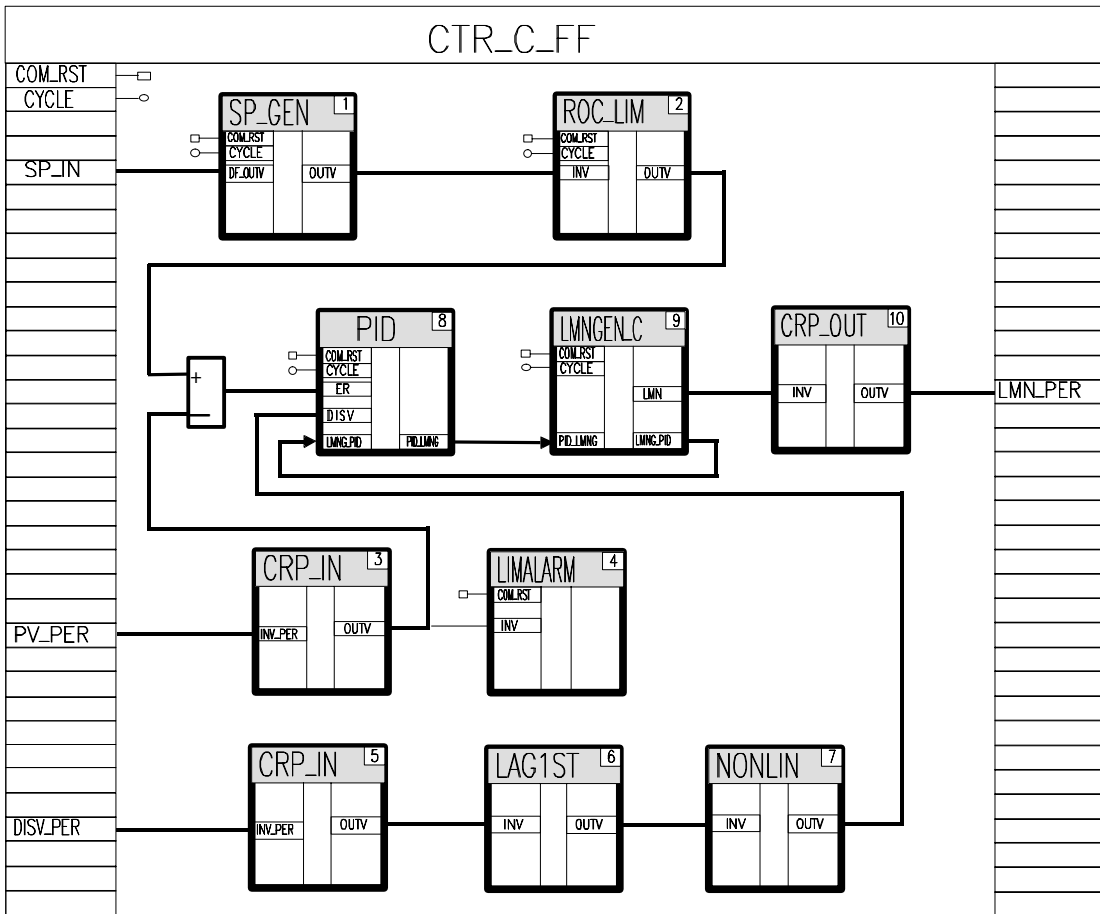 CTR_C_FF
COM_RST
CYCLE
SP_GEN 1
COM_RST
CYCLE
DF_OUTV OUTV
ROC_LIM 2
COM_RST
CYCLE
INV OUTV
SP_IN
PID 8
COM_RST
CYCLE
ER
DISV
LMNG_PID PID_LMNG
LMNGEN_C 9
COM_RST
CYCLE
LMN
PID_LMNG LMNG_PID
CRP_OUT 10
INV OUTV
LMN_PER
+
−
CRP_IN 3
INV_PER OUTV
LIMALARM 4
COM_RST
INV
PV_PER
CRP_IN 5
INV_PER OUTV
LAG1ST 6
INV OUTV
NONLIN 7
INV OUTV
DISV_PER